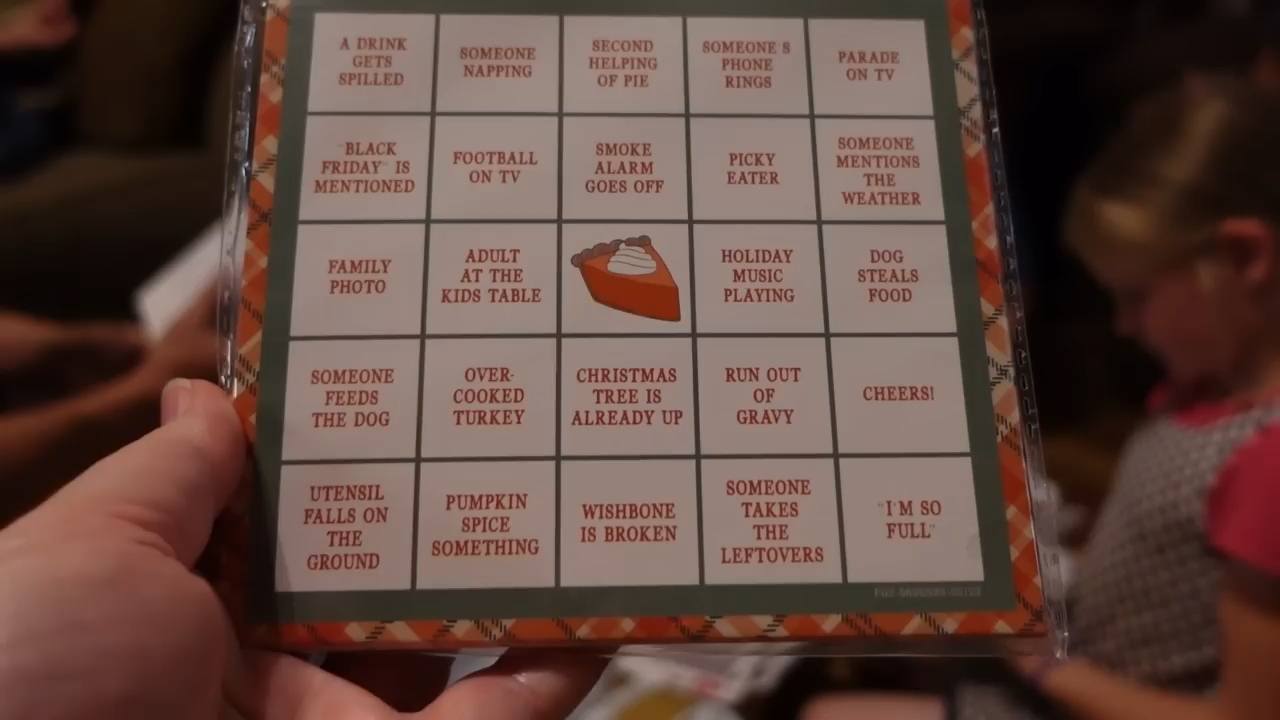 A DRINK
GETS
SPILLED
SOMEONE
NAPPING
SECOND
HELPING
OF PIE
SOMEONE'S
PHONE
RINGS
PARADE
ON TV
"BLACK
FRIDAY" IS
MENTIONED
FOOTBALL
ON TV
SMOKE
ALARM
GOES OFF
PICKY
EATER
SOMEONE
MENTIONS
THE
WEATHER
FAMILY
PHOTO
ADULT
AT THE
KIDS TABLE
HOLIDAY
MUSIC
PLAYING
DOG
STEALS
FOOD
SOMEONE
FEEDS
THE DOG
OVER-
COOKED
TURKEY
CHRISTMAS
TREE IS
ALREADY UP
RUN OUT
OF
GRAVY
CHEERS!
UTENSIL
FALLS ON
THE
GROUND
PUMPKIN
SPICE
SOMETHING
WISHBONE
IS BROKEN
SOMEONE
TAKES
THE
LEFTOVERS
"I'M SO
FULL"